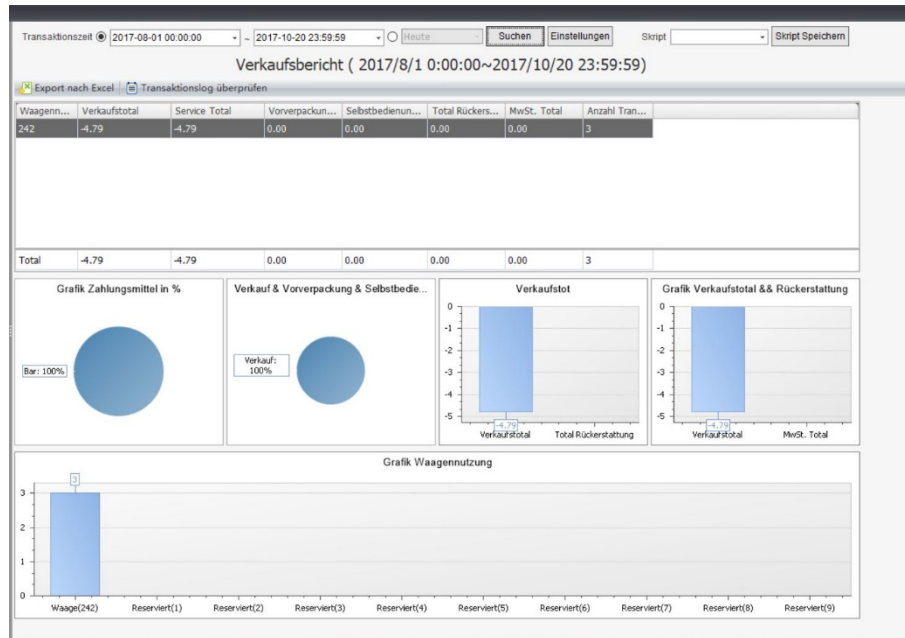 Transaktionszeit 2017-08-01 00:00:00 ~ 2017-10-20 23:59:59 Heute Suchen Einstellungen Skript Skript Speichern
Verkaufsbericht ( 2017/8/1 0:00:00~2017/10/20 23:59:59)
Export nach Excel Transaktionslog überprüfen
Waagenn... Verkaufstotal Service Total Vorverpackun... Selbstbedienun... Total Rückers... MwSt. Total Anzahl Tran...
242 -4.79 -4.79 0.00 0.00 0.00 0.00 3
Total -4.79 -4.79 0.00 0.00 0.00 0.00 3
Grafik Zahlungsmittel in %
Bar: 100%
Verkauf & Vorverpackung & Selbstbedie...
Verkauf:
100%
Verkaufstot
0
-1
-2
-3
-4
-5
-4.79
Verkaufstotal Total Rückerstattung
Grafik Verkaufstotal && Rückerstattung
0
-1
-2
-3
-4
-5
-4.79
Verkaufstotal MwSt. Total
Grafik Waagennutzung
3
3
2
1
0
Waage(242) Reserviert(1) Reserviert(2) Reserviert(3) Reserviert(4) Reserviert(5) Reserviert(6) Reserviert(7) Reserviert(8) Reserviert(9)